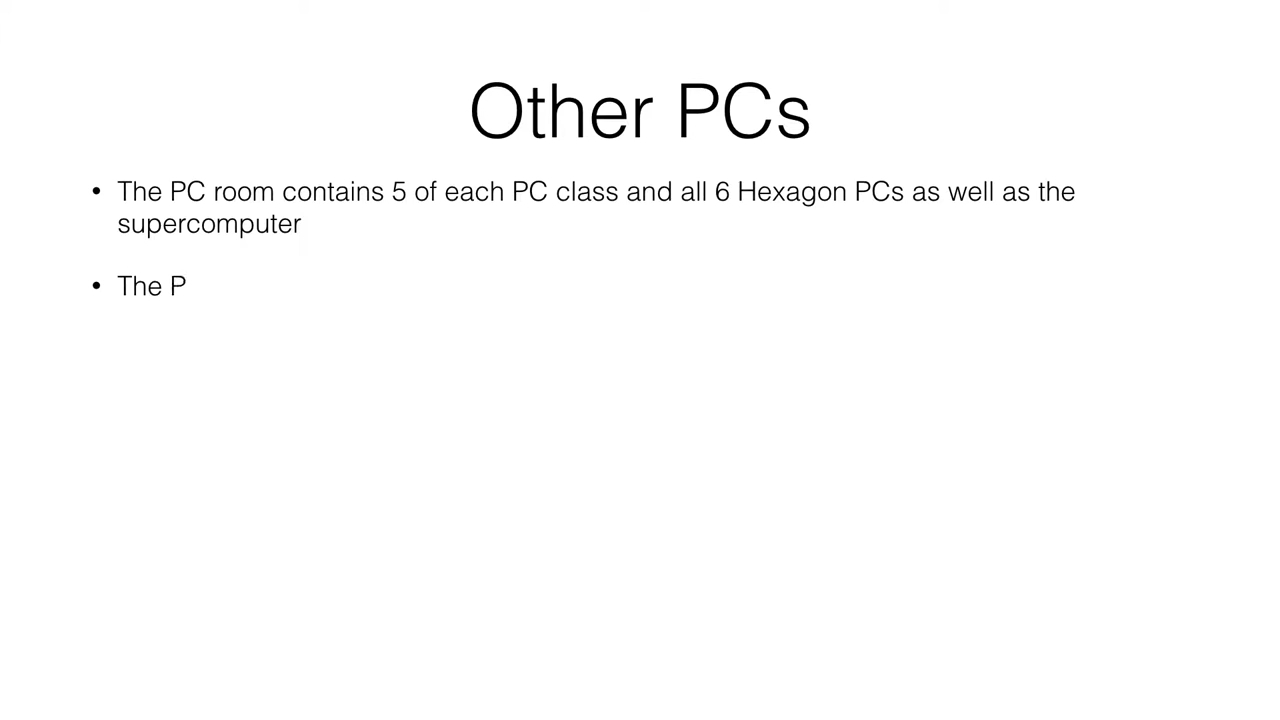 Other PCs
• The PC room contains 5 of each PC class and all 6 Hexagon PCs as well as the
supercomputer
• The P